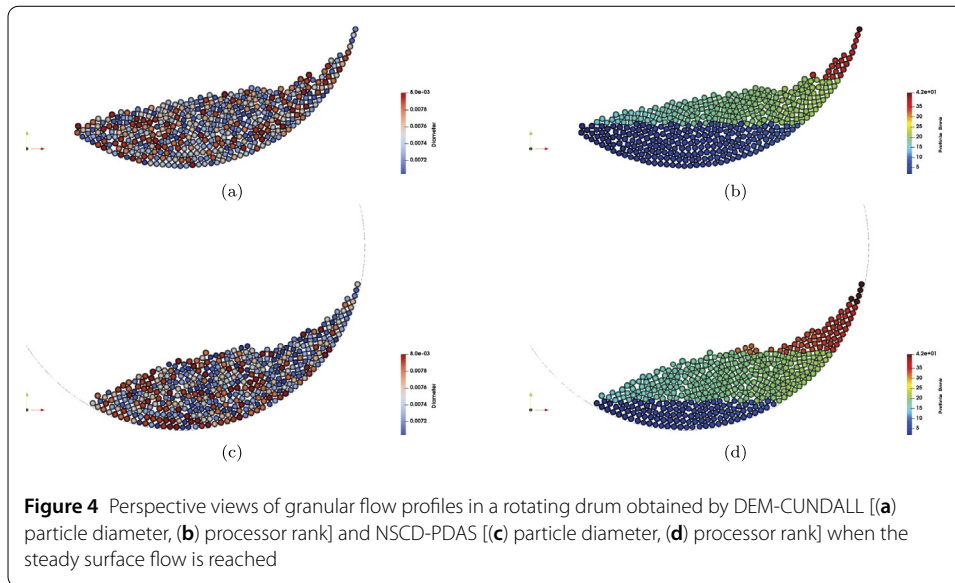 8.0e-03
0.0078
0.0076
0.0074
0.0072
Diameter
(a)
4.2e+01
35
30
25
20
15
10
5
(b)
8.0e-03
0.0078
0.0076
0.0074
0.0072
Diameter
(c)
4.2e+01
35
30
25
20
15
10
5
(d)
Figure 4 Perspective views of granular flow profiles in a rotating drum obtained by DEM-CUNDALL [(a)
particle diameter, (b) processor rank] and NSCD-PDAS [(c) particle diameter, (d) processor rank] when the
steady surface flow is reached